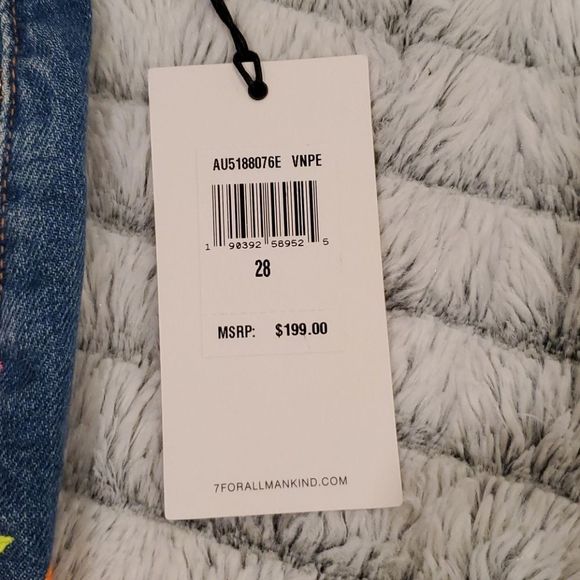 AU5188076E VNPE
1 90392 58952 5
28
MSRP: $199.00
7FORALLMANKIND.COM